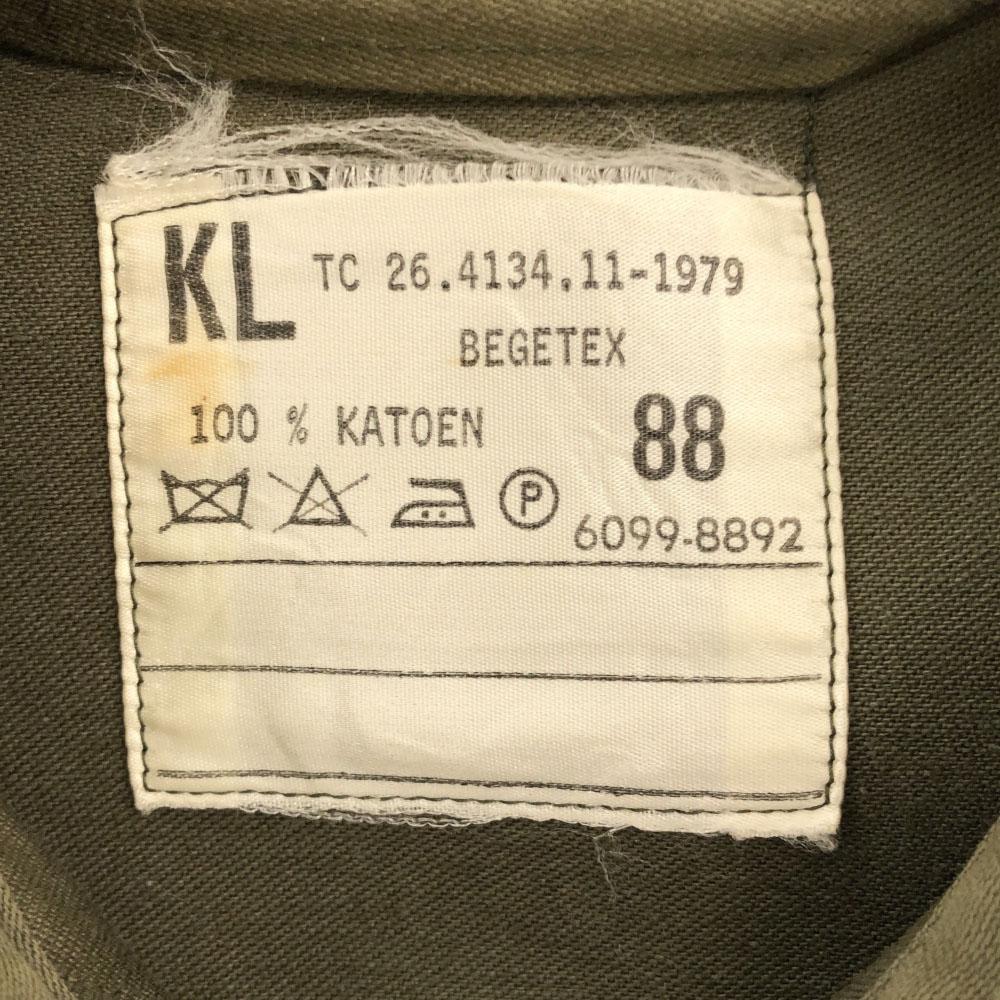 KL TC 26.4134.11-1979
BEGETEX
100 % KATOEN 88
P
6099-8892